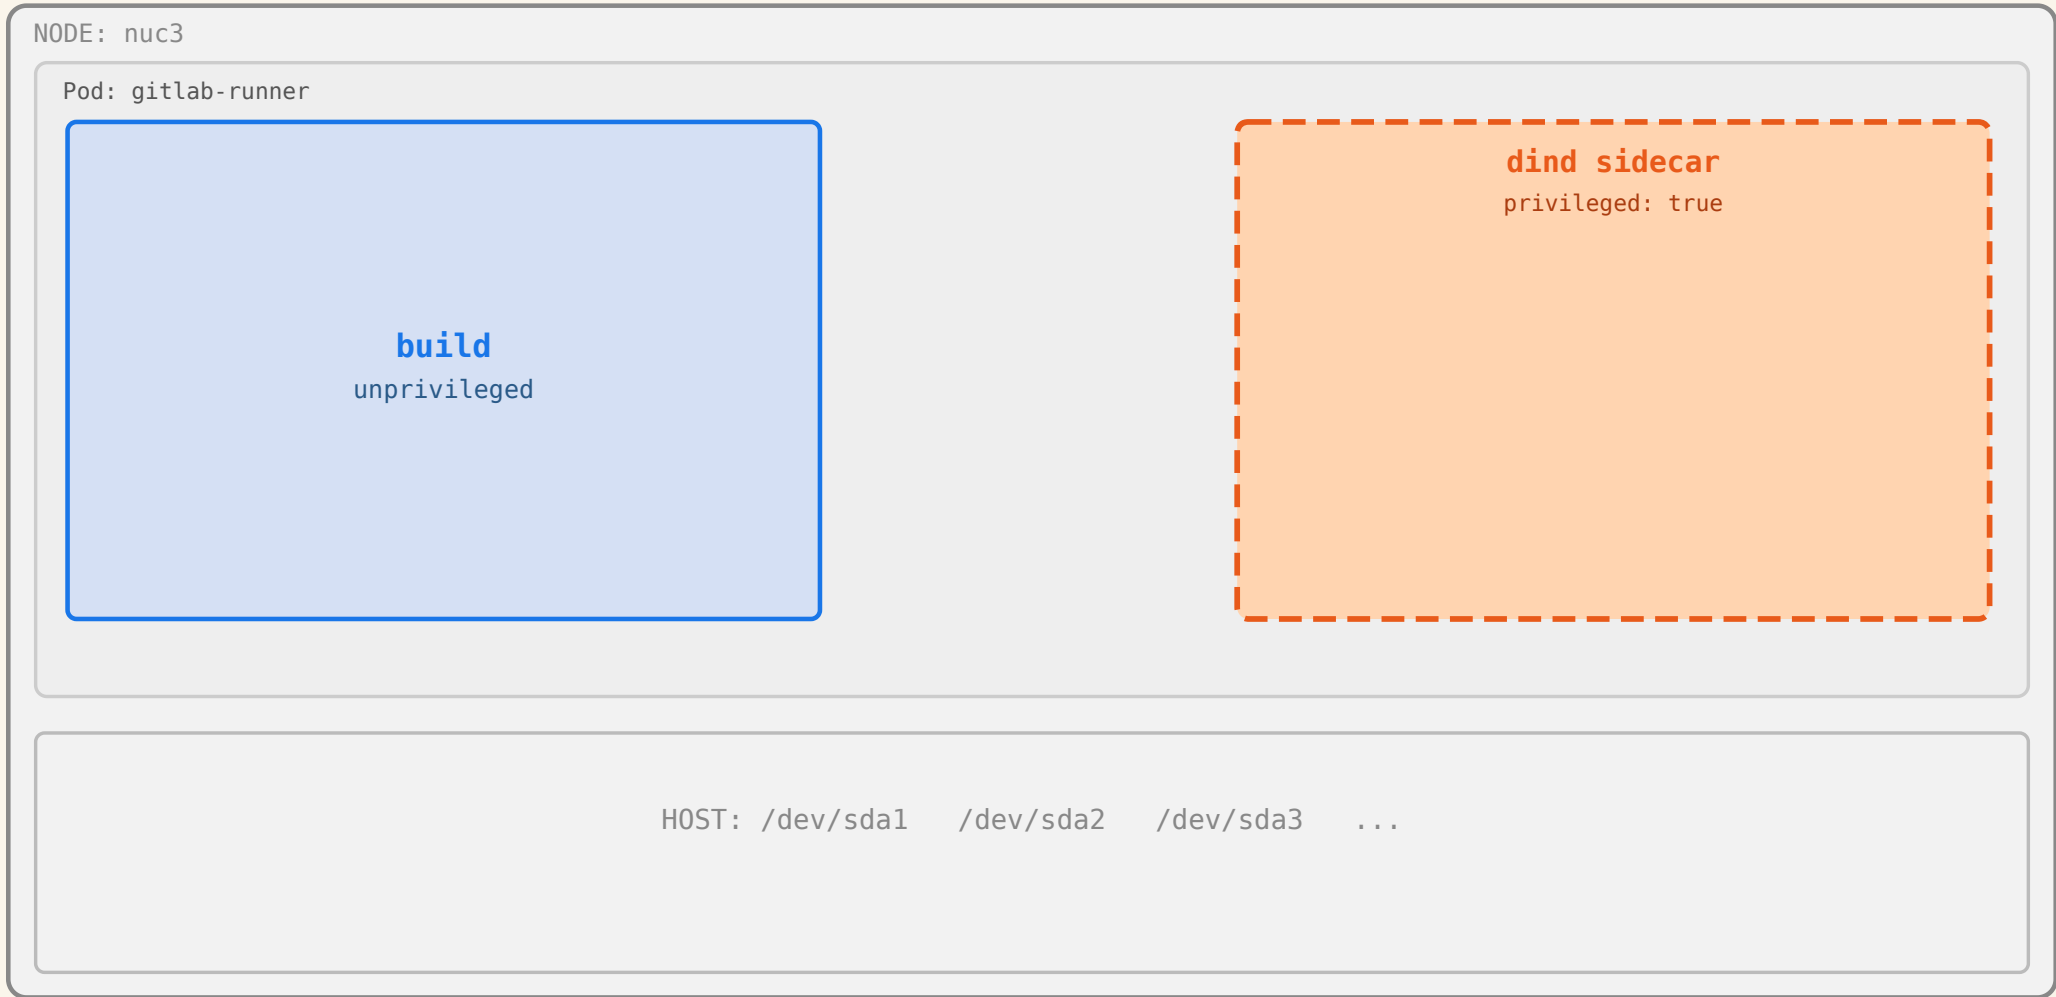 NODE: nuc3
Pod: gitlab-runner
build
unprivileged
dind sidecar
privileged: true
HOST: /dev/sda1 /dev/sda2 /dev/sda3 ...